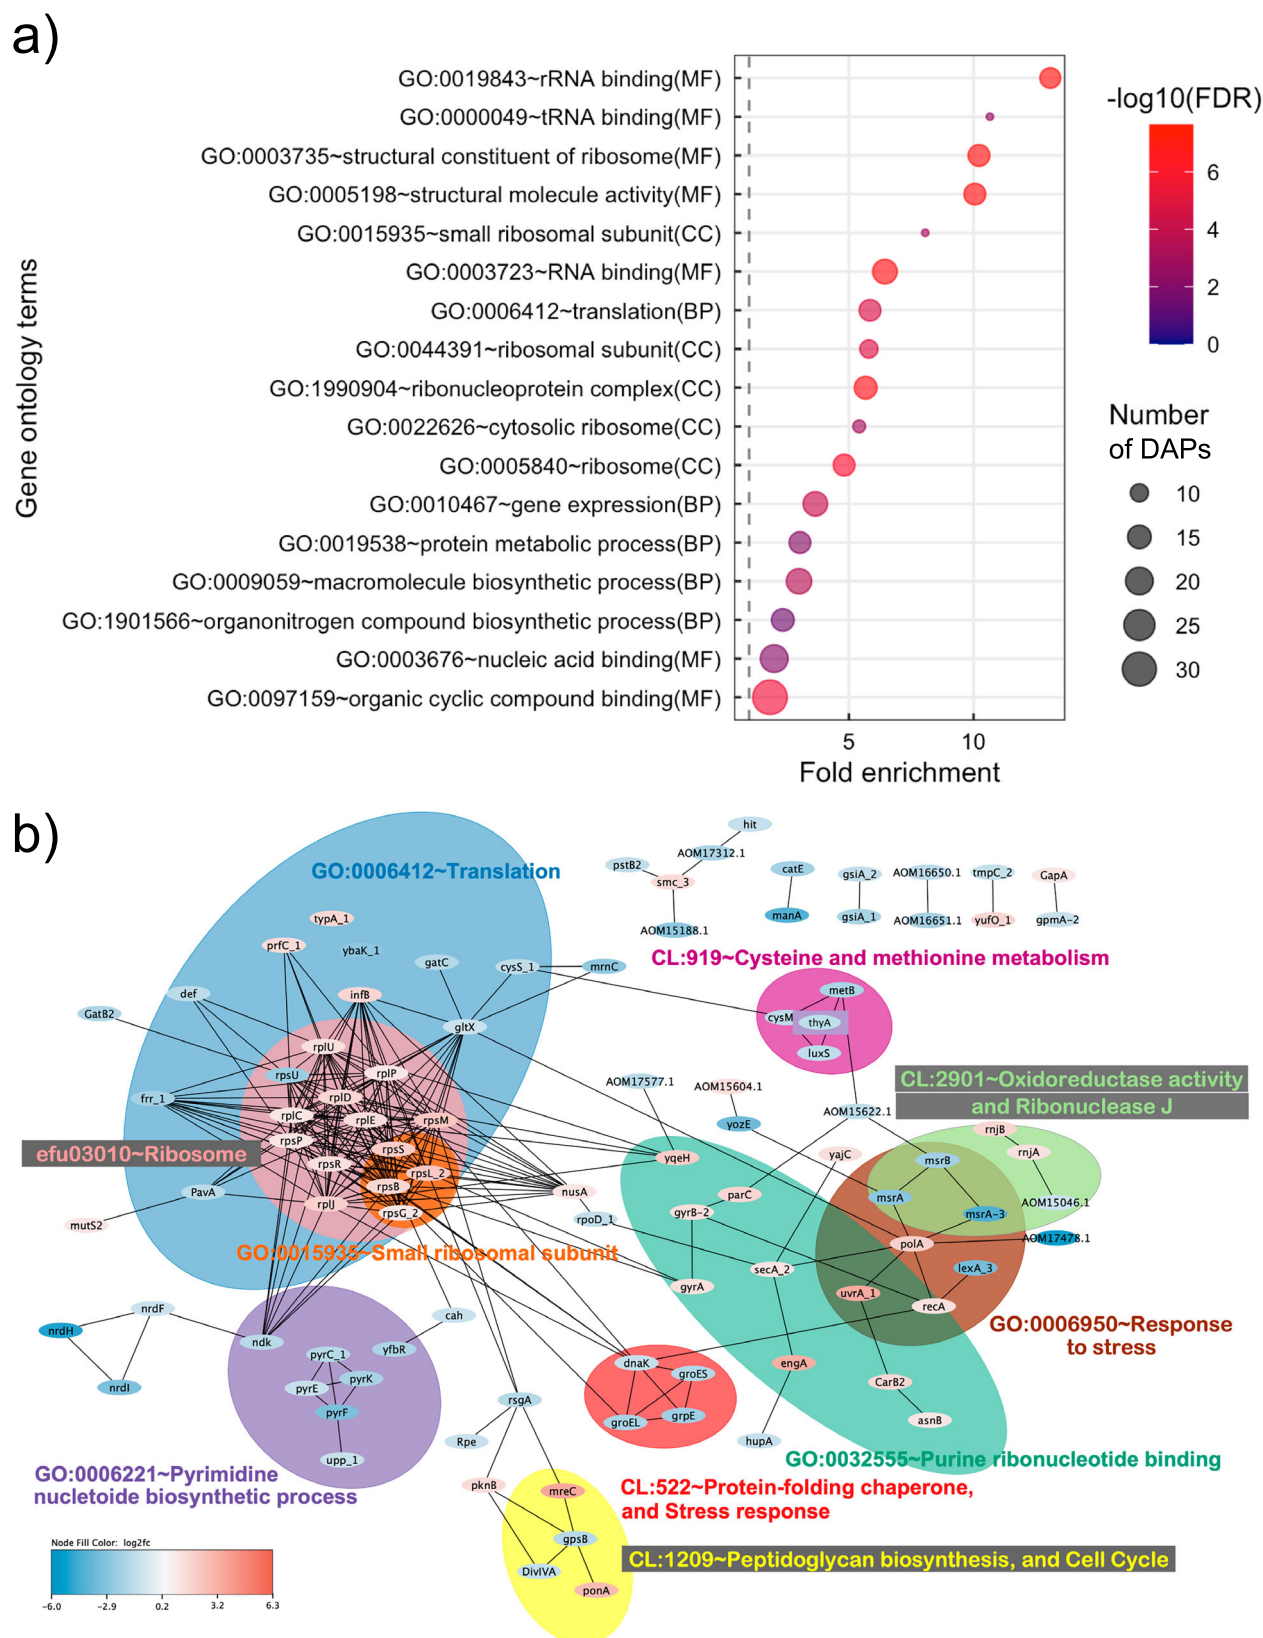 a)
Gene ontology terms
GO:0019843~rRNA binding(MF)
GO:0000049~tRNA binding(MF)
GO:0003735~structural constituent of ribosome(MF)
GO:0005198~structural molecule activity(MF)
GO:0015935~small ribosomal subunit(CC)
GO:0003723~RNA binding(MF)
GO:0006412~translation(BP)
GO:0044391~ribosomal subunit(CC)
GO:1990904~ribonucleoprotein complex(CC)
GO:0022626~cytosolic ribosome(CC)
GO:0005840~ribosome(CC)
GO:0010467~gene expression(BP)
GO:0019538~protein metabolic process(BP)
GO:0009059~macromolecule biosynthetic process(BP)
GO:1901566~organonitrogen compound biosynthetic process(BP)
GO:0003676~nucleic acid binding(MF)
GO:0097159~organic cyclic compound binding(MF)
5 10
Fold enrichment
-log10(FDR)
6
4
2
0
Number
of DAPs
10
15
20
25
30
b)
GO:0006412~Translation
typA_1
prfC_1
ybaK_1
gatC
cysS_1
mrnC
def
infB
GatB2
gltX
rplU
rpsU
rplP
frr_1
rplD
rplC
rplE
rpsM
rpsP
rpsS
efu03010~Ribosome
rpsR
rpsL_2
rpsB
PavA
rplJ
rpsG_2
mutS2
nusA
rpoD_1
GO:0015935~Small ribosomal subunit
hit
AOM17312.1
pstB2
smc_3
AOM15188.1
catE
manA
gsiA_2
gsiA_1
AOM16650.1
AOM16651.1
tmpC_2
yufO_1
GapA
gpmA-2
CL:919~Cysteine and methionine metabolism
metB
cysM
thyA
luxS
AOM17577.1
AOM15604.1
yozE
AOM15622.1
CL:2901~Oxidoreductase activity
and Ribonuclease J
rnjB
rnjA
msrB
yajC
yqeH
msrA
AOM15046.1
msrA-3
parC
gyrB-2
polA
AOM17478.1
secA_2
lexA_3
gyrA
uvrA_1
recA
GO:0006950~Response
to stress
engA
CarB2
asnB
hupA
GO:0032555~Purine ribonucleotide binding
nrdF
nrdH
nrdI
ndk
cah
yfbR
pyrC_1
pyrE
pyrK
pyrF
upp_1
GO:0006221~Pyrimidine
nucletoide biosynthetic process
dnaK
groES
groEL
grpE
CL:522~Protein-folding chaperone,
and Stress response
rsgA
Rpe
pknB
mreC
gpsB
DivIVA
ponA
CL:1209~Peptidoglycan biosynthesis, and Cell Cycle
Node Fill Color: log2fc
-6.0 -2.9 0.2 3.2 6.3